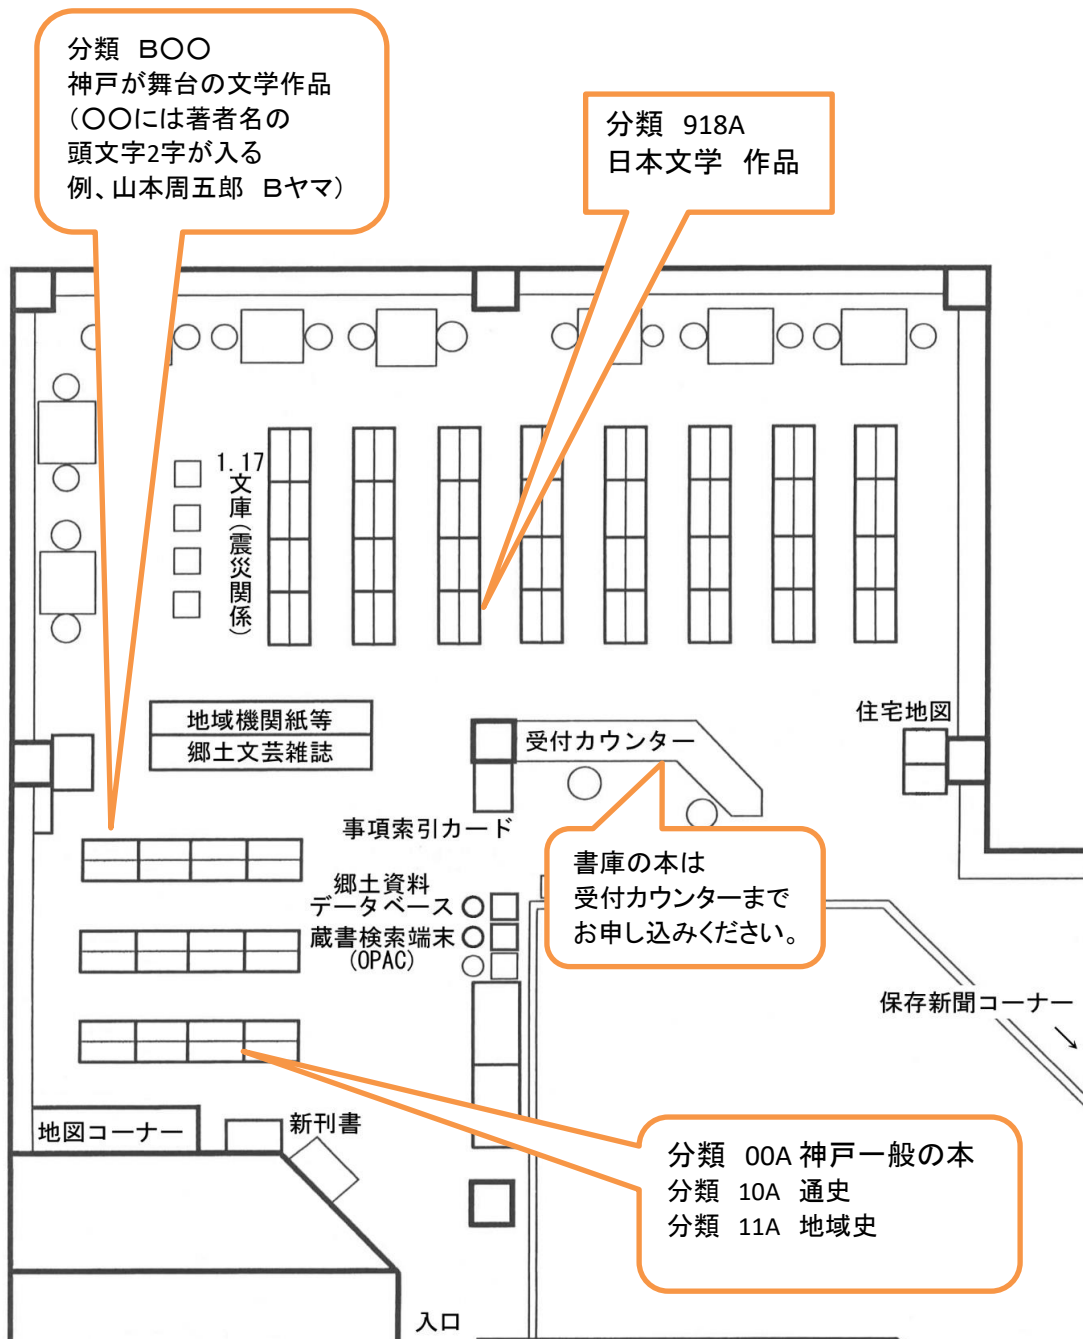 分類 B〇〇
神戸が舞台の文学作品
(〇〇には著者名の
頭文字2字が入る
例、山本周五郎 Bヤマ)
分類 918A
日本文学 作品
1.17文庫(震災関係)
地域機関紙等
郷土文芸雑誌
受付カウンター
住宅地図
事項索引カード
書庫の本は
受付カウンターまで
お申し込みください。
郷土資料
データベース
蔵書検索端末
(OPAC)
保存新聞コーナー
→
地図コーナー
新刊書
分類 00A 神戸一般の本
分類 10A 通史
分類 11A 地域史
入口